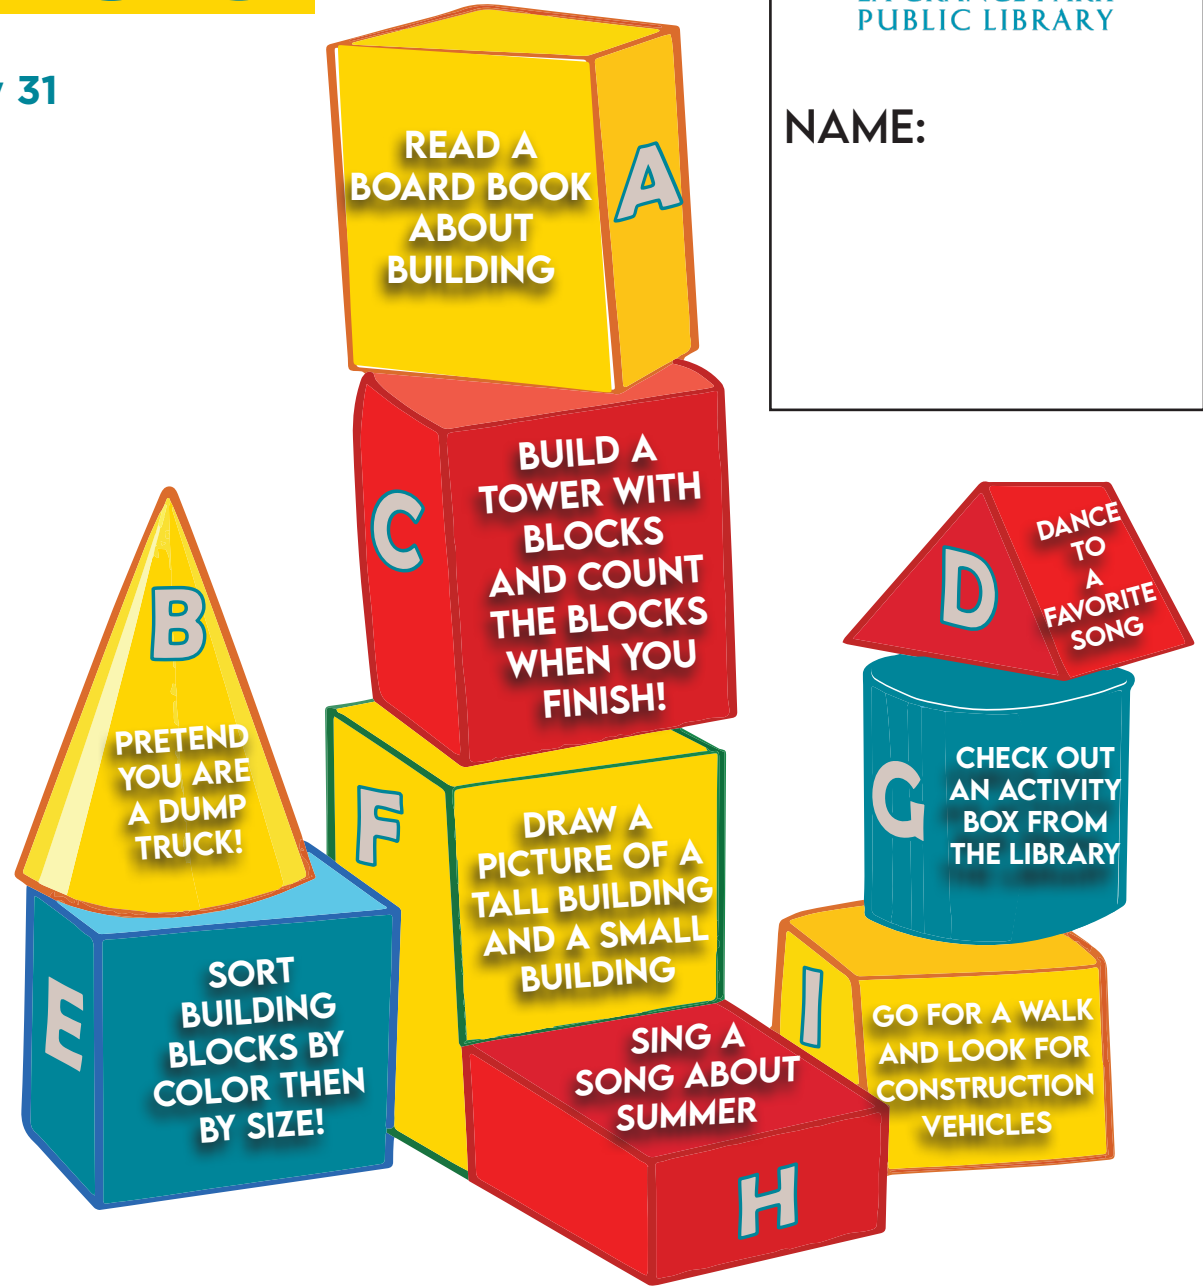 31
LA GRANGE PARK
PUBLIC LIBRARY
NAME:
READ A
BOARD BOOK
ABOUT
BUILDING
A
C
BUILD A
TOWER WITH
BLOCKS
AND COUNT
THE BLOCKS
WHEN YOU
FINISH!
B
PRETEND
YOU ARE
A DUMP
TRUCK!
D
DANCE
TO
A
FAVORITE
SONG
F
DRAW A
PICTURE OF A
TALL BUILDING
AND A SMALL
BUILDING
G
CHECK OUT
AN ACTIVITY
BOX FROM
THE LIBRARY
E
SORT
BUILDING
BLOCKS BY
COLOR THEN
BY SIZE!
I
GO FOR A WALK
AND LOOK FOR
CONSTRUCTION
VEHICLES
SING A
SONG ABOUT
SUMMER
H